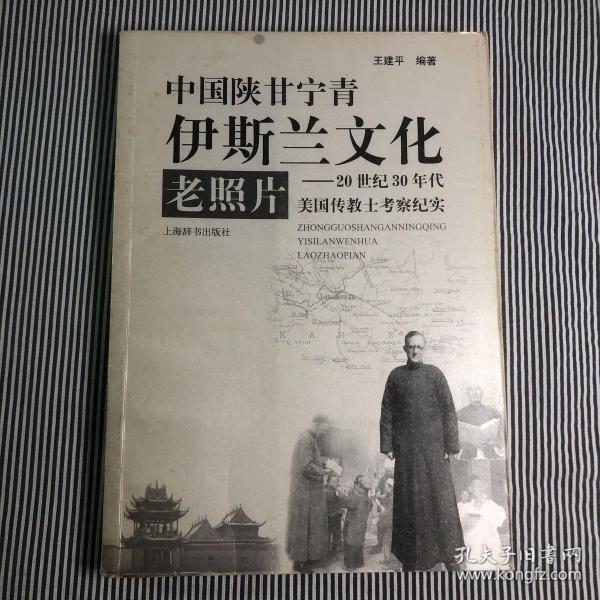 王建平 编著
中国陕甘宁青
伊斯兰文化
老照片
——20世纪30年代
美国传教士考察纪实
上海辞书出版社
ZHONGGUOSHANGANNINGQING
YISILANWENHUA
LAOZHAOPIAN
KAN
孔夫子旧书网
www.kongfz.com